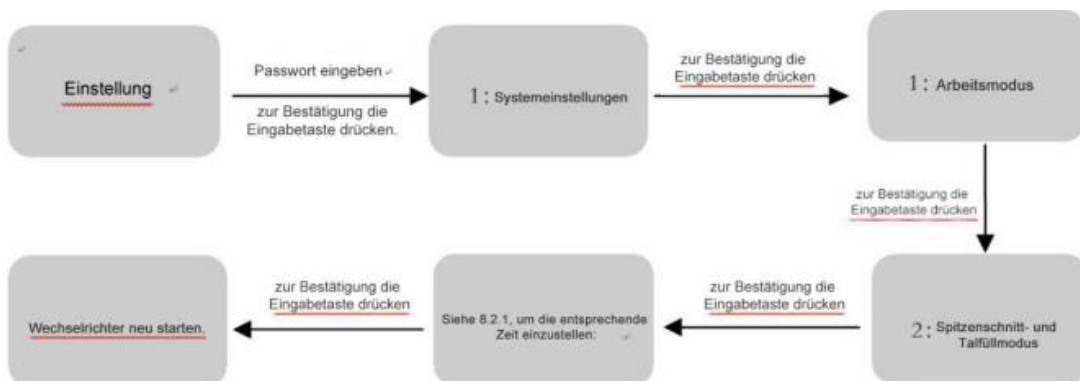 Einstellung
Passwort eingeben
zur Bestätigung die
Eingabetaste drücken.
1: Systemeinstellungen
zur Bestätigung die
Eingabetaste drücken
1: Arbeitsmodus
zur Bestätigung die
Eingabetaste drücken
2: Spitzenschnitt- und
Talfüllmodus
zur Bestätigung die
Eingabetaste drücken
Siehe 8.2.1, um die entsprechende
Zeit einzustellen:
zur Bestätigung die
Eingabetaste drücken
Wechselrichter neu starten.